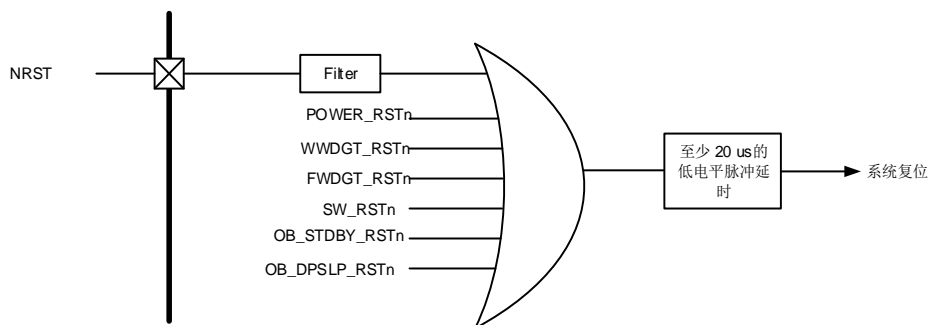 NRST
Filter
POWER_RSTn
WWDGT_RSTn
FWDGT_RSTn
SW_RSTn
OB_STDBY_RSTn
OB_DPSLP_RSTn
至少 20 us的
低电平脉冲延
时
系统复位